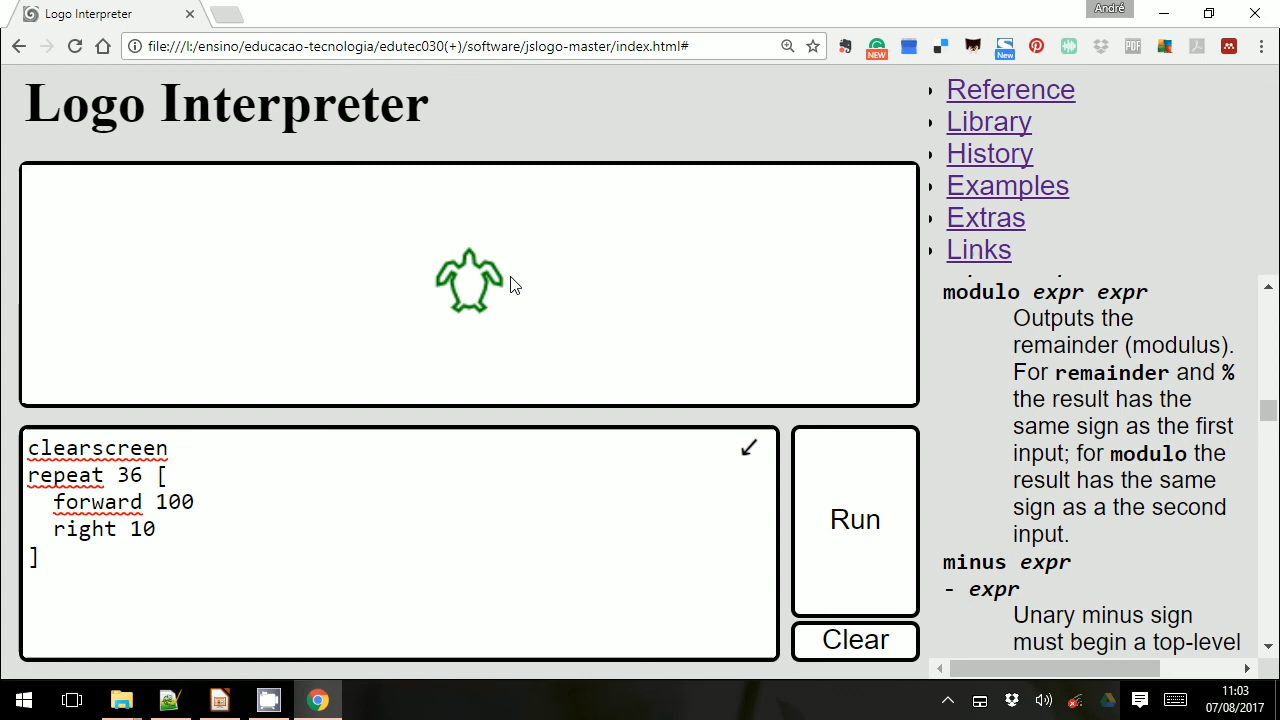 Logo Interpreter
André
file:///I:/ensino/educacao-tecnologia/edutec030(+)/software/jslogo-master/index.html#
NEW
New
PDF
Logo Interpreter
Reference
Library
History
Examples
Extras
Links
modulo expr expr
Outputs the
remainder (modulus).
For remainder and %
the result has the
same sign as the first
input; for modulo the
result has the same
sign as a the second
input.
minus expr
- expr
Unary minus sign
must begin a top-level
clearscreen
repeat 36 [
forward 100
right 10
]
Run
Clear
11:03
07/08/2017